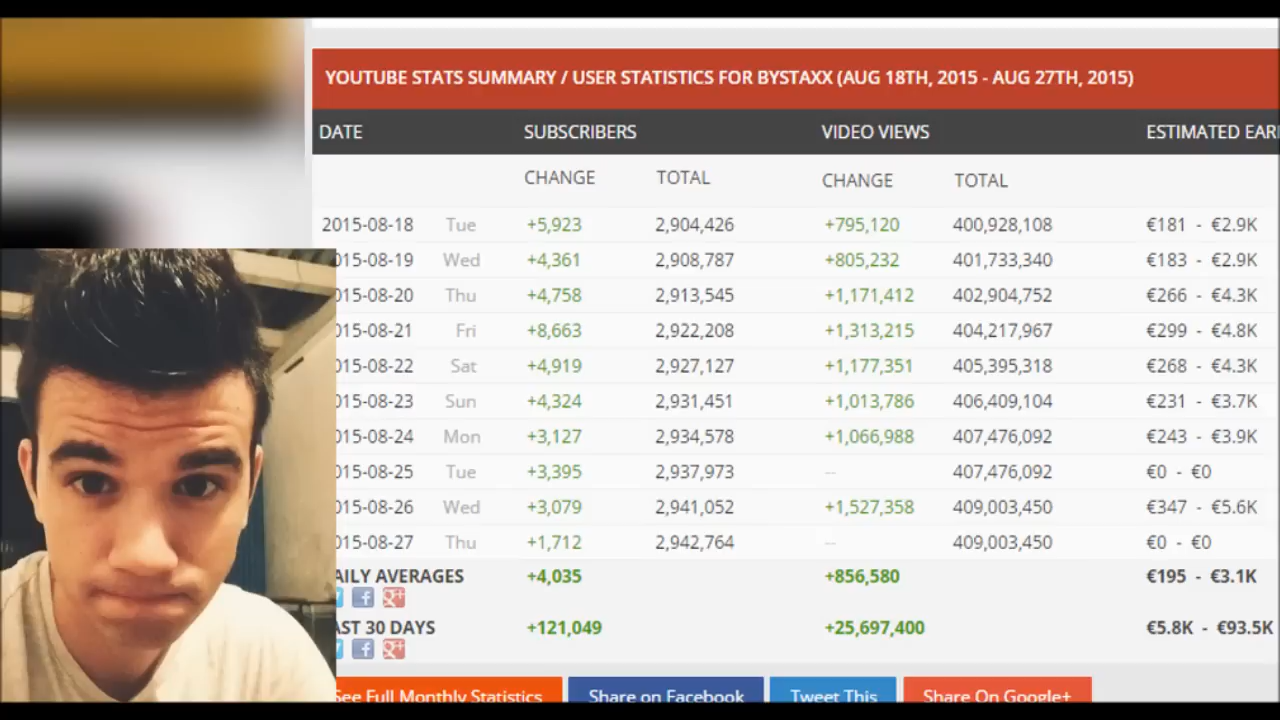 YOUTUBE STATS SUMMARY / USER STATISTICS FOR BYSTAXX (AUG 18TH, 2015 - AUG 27TH, 2015)
DATE SUBSCRIBERS VIDEO VIEWS ESTIMATED EAR
CHANGE TOTAL CHANGE TOTAL
2015-08-18 Tue +5,923 2,904,426 +795,120 400,928,108 €181 - €2.9K
015-08-19 Wed +4,361 2,908,787 +805,232 401,733,340 €183 - €2.9K
015-08-20 Thu +4,758 2,913,545 +1,171,412 402,904,752 €266 - €4.3K
015-08-21 Fri +8,663 2,922,208 +1,313,215 404,217,967 €299 - €4.8K
015-08-22 Sat +4,919 2,927,127 +1,177,351 405,395,318 €268 - €4.3K
015-08-23 Sun +4,324 2,931,451 +1,013,786 406,409,104 €231 - €3.7K
015-08-24 Mon +3,127 2,934,578 +1,066,988 407,476,092 €243 - €3.9K
015-08-25 Tue +3,395 2,937,973 -- 407,476,092 €0 - €0
015-08-26 Wed +3,079 2,941,052 +1,527,358 409,003,450 €347 - €5.6K
015-08-27 Thu +1,712 2,942,764 -- 409,003,450 €0 - €0
AILY AVERAGES +4,035 +856,580 €195 - €3.1K
AST 30 DAYS +121,049 +25,697,400 €5.8K - €93.5K
See Full Monthly Statistics Share on Facebook Tweet This Share On Google+